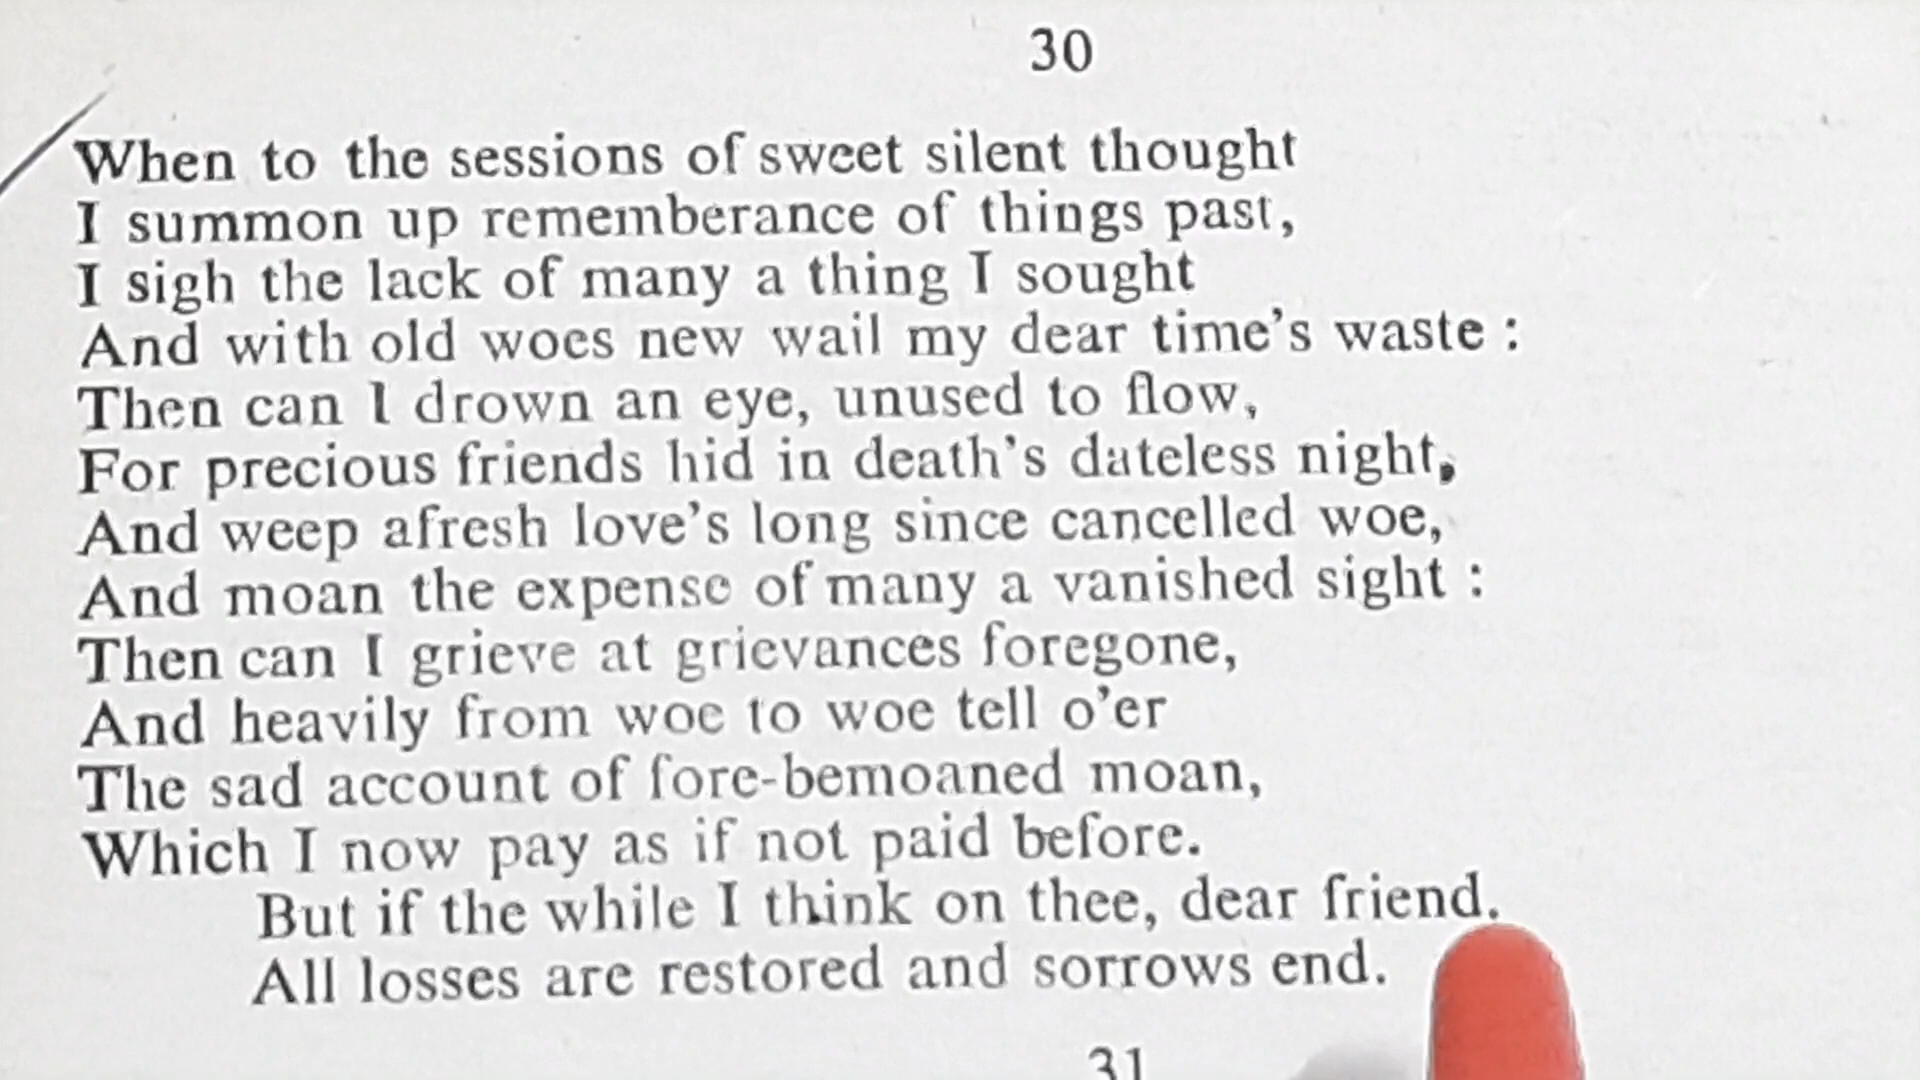 30
When to the sessions of sweet silent thought
I summon up rememberance of things past,
I sigh the lack of many a thing I sought
And with old woes new wail my dear time's waste :
Then can I drown an eye, unused to flow,
For precious friends hid in death's dateless night,
And weep afresh love's long since cancelled woe,
And moan the expense of many a vanished sight :
Then can I grieve at grievances foregone,
And heavily from woe to woe tell o'er
The sad account of fore-bemoaned moan,
Which I now pay as if not paid before.
But if the while I think on thee, dear friend.
All losses are restored and sorrows end.
31